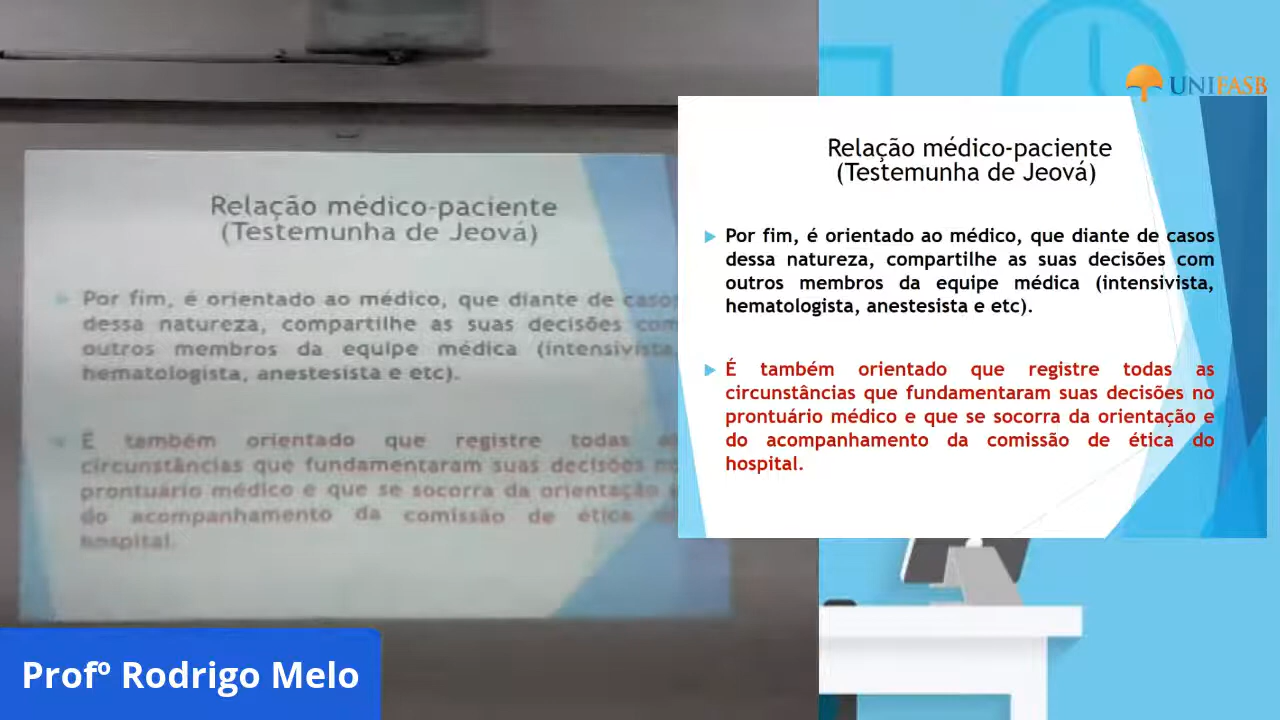 UNIFASB
Relação médico-paciente
(Testemunha de Jeová)
Por fim, é orientado ao médico, que diante de casos
dessa natureza, compartilhe as suas decisões com
outros membros da equipe médica (intensivista,
hematologista, anestesista e etc).
É também orientado que registre todas as
circunstâncias que fundamentaram suas decisões no
prontuário médico e que se socorra da orientação e
do acompanhamento da comissão de ética do
hospital.
Relação médico-paciente
(Testemunha de Jeová)
Por fim, é orientado ao médico, que diante de casos
dessa natureza, compartilhe as suas decisões com
outros membros da equipe médica (intensivista,
hematologista, anestesista e etc).
É também orientado que registre todas as
circunstâncias que fundamentaram suas decisões no
prontuário médico e que se socorra da orientação
do acompanhamento da comissão de ética
hospital.
Profº Rodrigo Melo